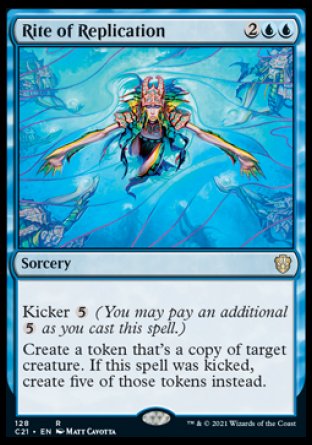 Rite of Replication 2
Sorcery
Kicker 5 (You may pay an additional
5 as you cast this spell.)
Create a token that's a copy of target
creature. If this spell was kicked,
create five of those tokens instead.
128 R
C21 • EN MATT CAVOTTA ™ & © 2021 Wizards of the Coast